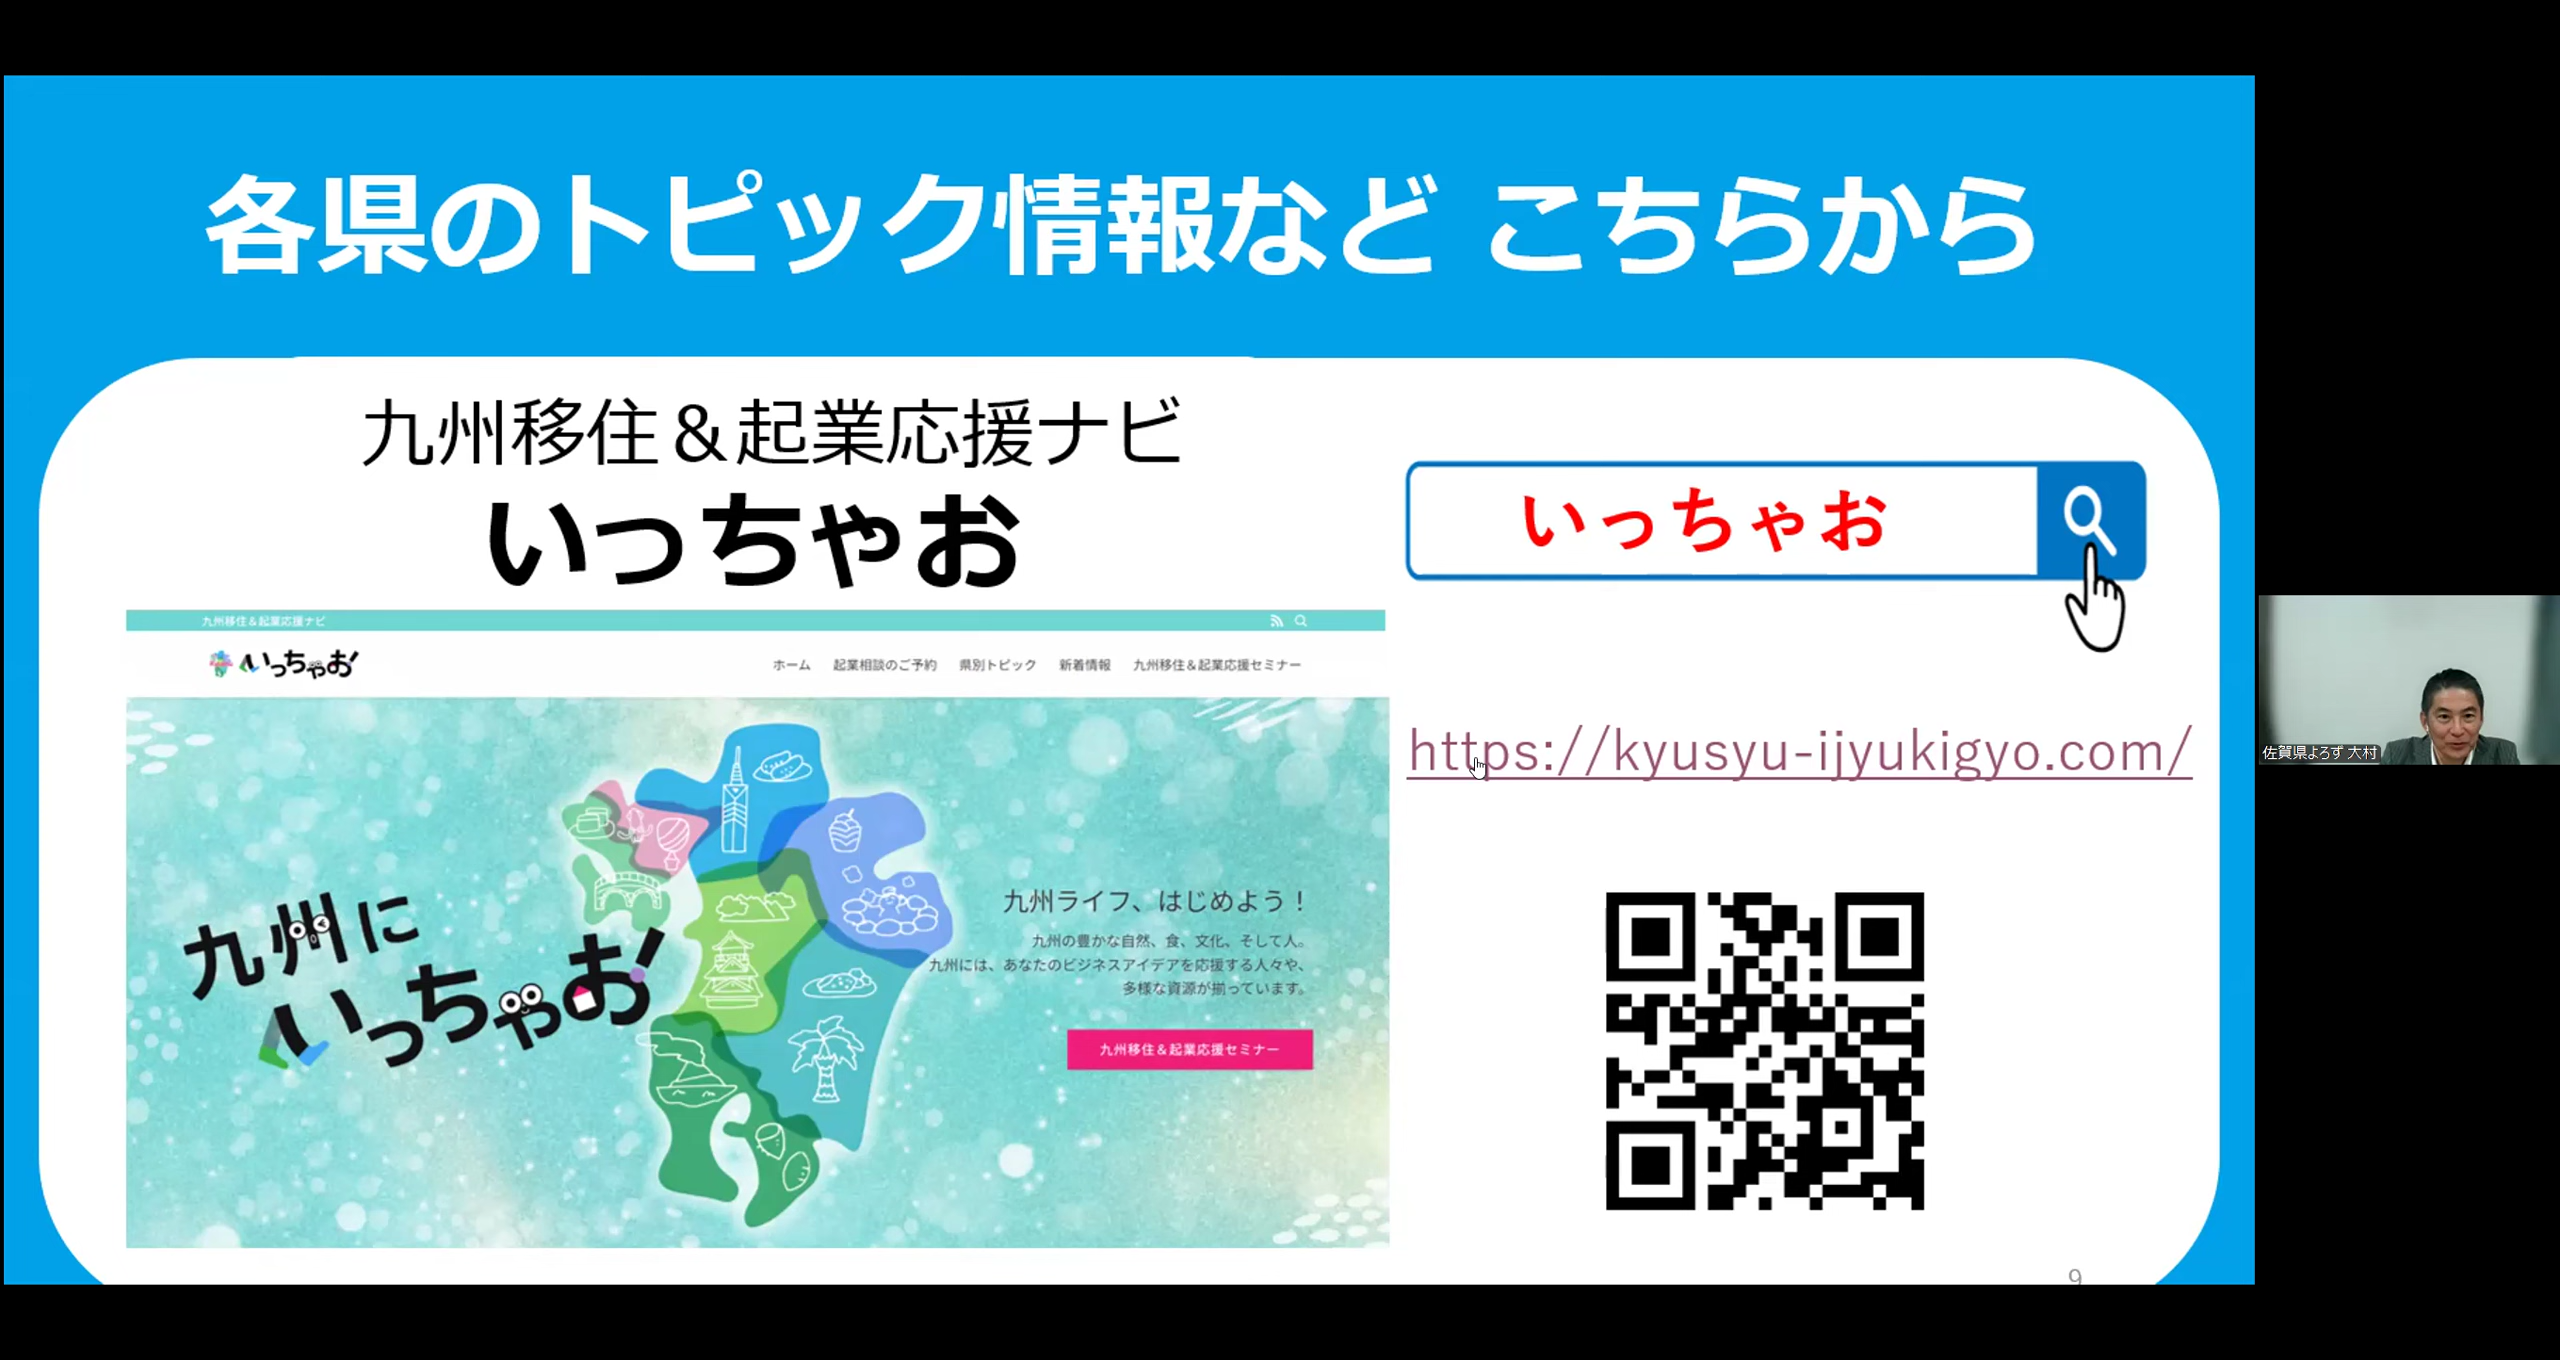 各県のトピック情報など こちらから
九州移住＆起業応援ナビ
いっちゃお
いっちゃお
九州移住＆起業応援ナビ
いっちゃお!
ホーム 起業相談のご予約 県別トピック 新着情報 九州移住＆起業応援セミナー
九州に
いっちゃお!
九州ライフ、はじめよう！
九州の豊かな自然、食、文化、そして人。
九州には、あなたのビジネスアイデアを応援する人々や、
多様な資源が揃っています。
九州移住＆起業応援セミナー
https://kyusyu-ijyukigyo.com/
9
佐賀県よろず 大村